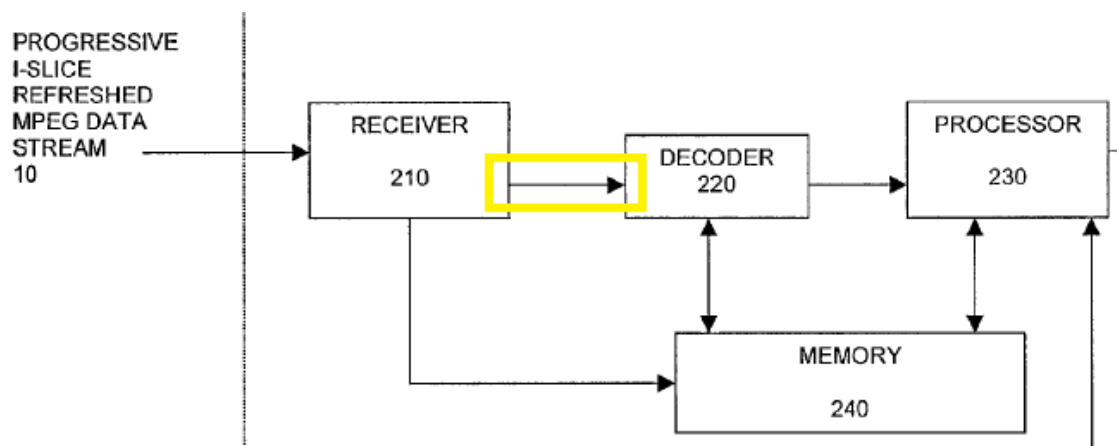 PROGRESSIVE
I-SLICE
REFRESHED
MPEG DATA
STREAM
10
RECEIVER
210
DECODER
220
PROCESSOR
230
MEMORY
240